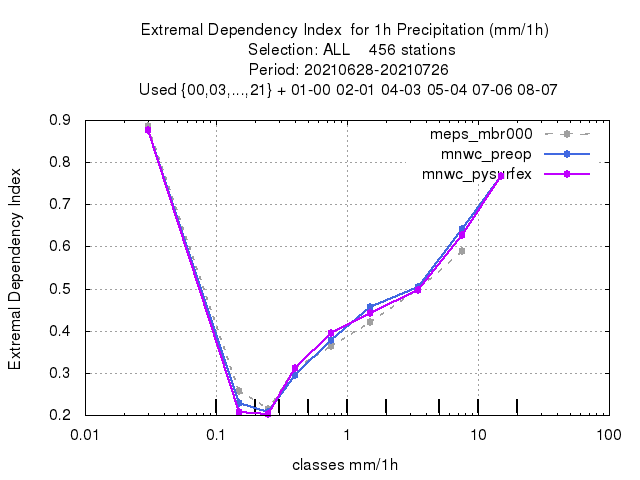 Extremal Dependency Index  for 1h Precipitation (mm/1h)
Selection: ALL    456 stations
Period: 20210628-20210726
Used {00,03,...,21} + 01-00 02-01 04-03 05-04 07-06 08-07
meps_mbr000
mnwc_preop
mnwc_pysurfex
Extremal Dependency Index
0.9
0.8
0.7
0.6
0.5
0.4
0.3
0.2
0.01
0.1
1
10
100
classes mm/1h